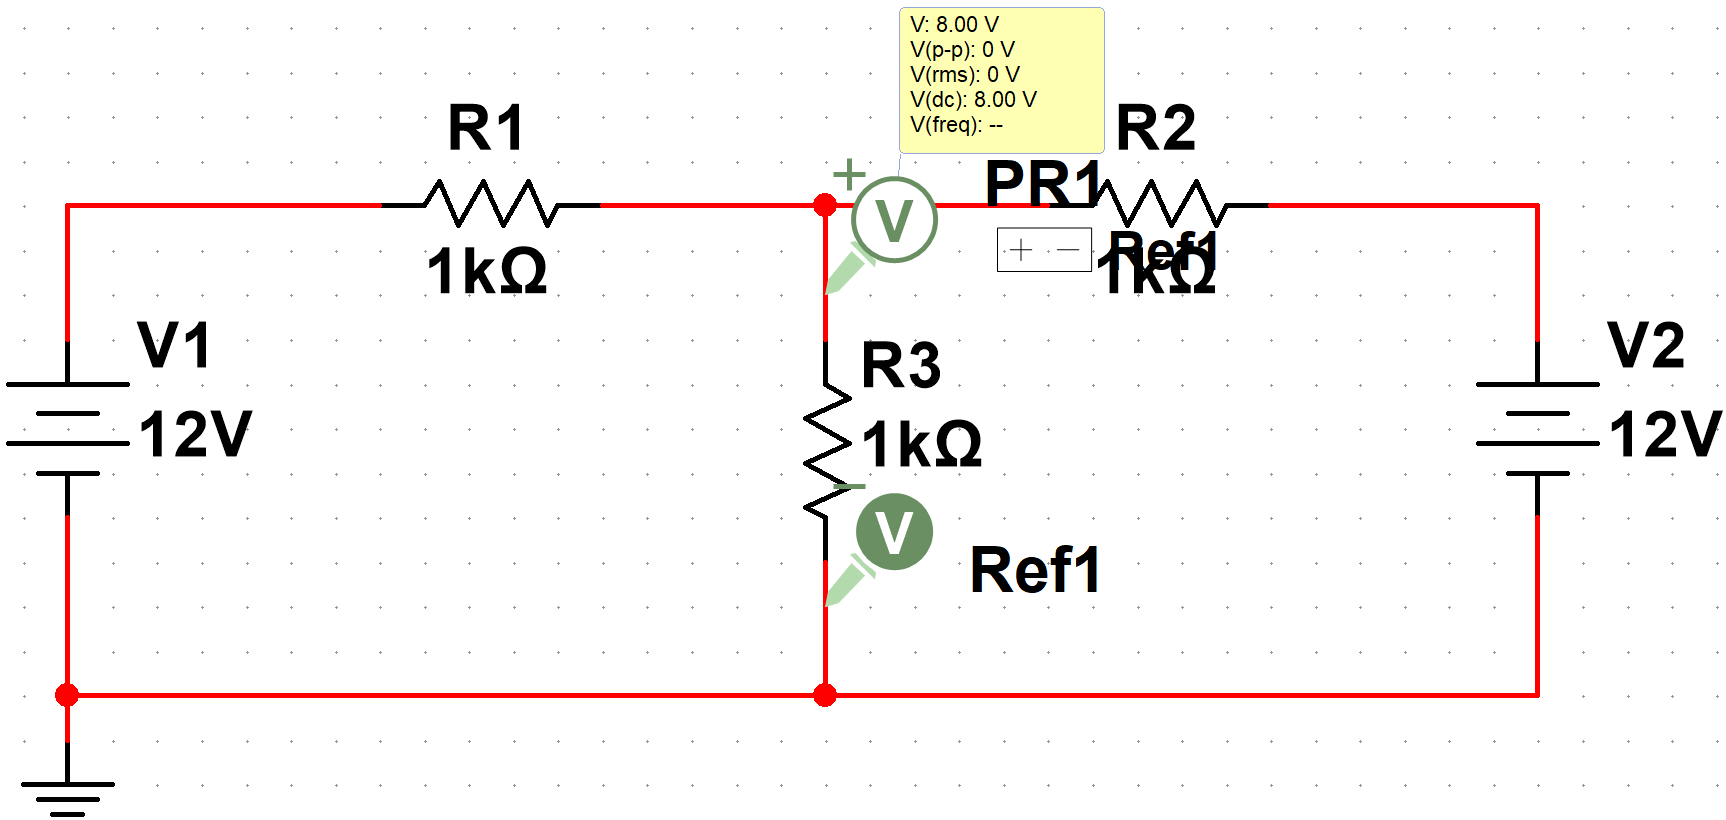 V: 8.00 V
V(p-p): 0 V
V(rms): 0 V
V(dc): 8.00 V
V(freq): --
R1
R2
+
PR1
V
1kΩ
+ −
Ref1
1kΩ
V1
12V
R3
1kΩ
V2
12V
−
V
Ref1